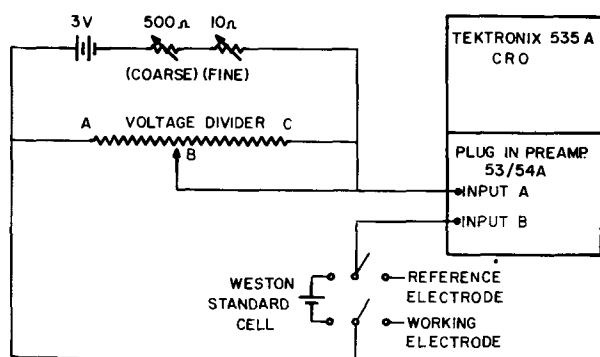 3V
500Ω
10Ω
(COARSE) (FINE)
A
VOLTAGE DIVIDER
C
B
TEKTRONIX 535A
CRO
PLUG IN PREAMP.
53/54A
INPUT A
INPUT B
WESTON
STANDARD
CELL
REFERENCE
ELECTRODE
WORKING
ELECTRODE